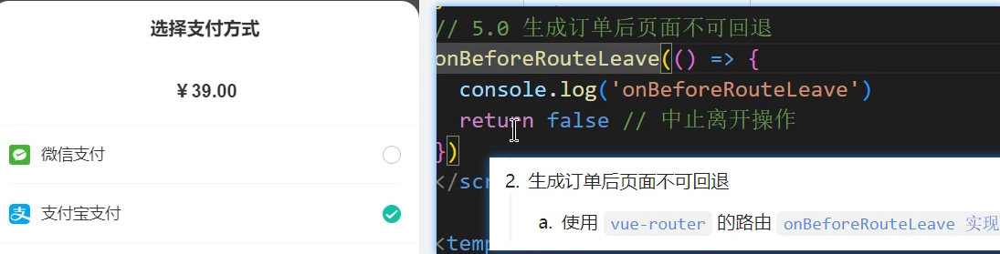 选择支付方式
¥ 39.00
微信支付
支付宝支付
// 5.0 生成订单后页面不可回退
onBeforeRouteLeave(() => {
console.log('onBeforeRouteLeave')
return false // 中止离开操作
})
</scr
<temp
2. 生成订单后页面不可回退
a. 使用 vue-router 的路由 onBeforeRouteLeave 实现